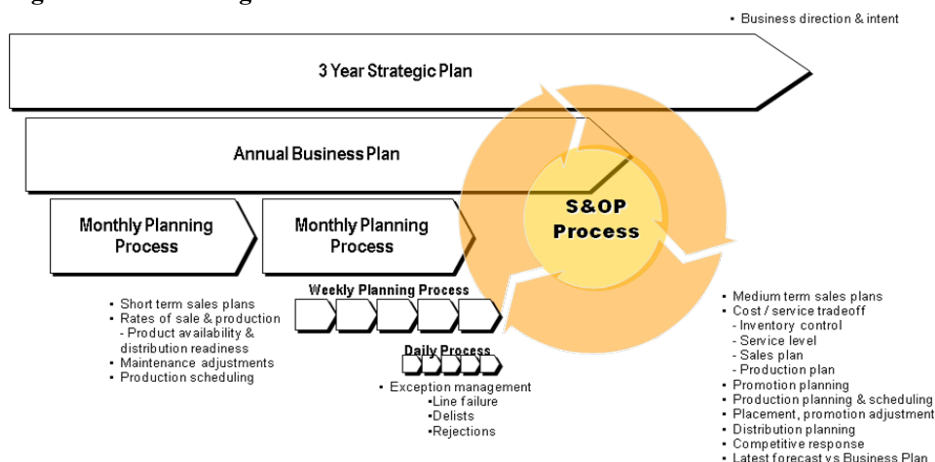 ▪ Business direction & intent
3 Year Strategic Plan
Annual Business Plan
Monthly Planning
Process
Monthly Planning
Process
S&OP
Process
Weekly Planning Process
▪ Short term sales plans
▪ Rates of sale & production
- Product availability &
distribution readiness
▪ Maintenance adjustments
▪ Production scheduling
Daily Process
▪ Exception management
▪Line failure
▪Delists
▪Rejections
▪ Medium term sales plans
▪ Cost / service tradeoff
- Inventory control
- Service level
- Sales plan
- Production plan
▪ Promotion planning
▪ Production planning & scheduling
▪ Placement, promotion adjustment
▪ Distribution planning
▪ Competitive response
▪ Latest forecast vs Business Plan